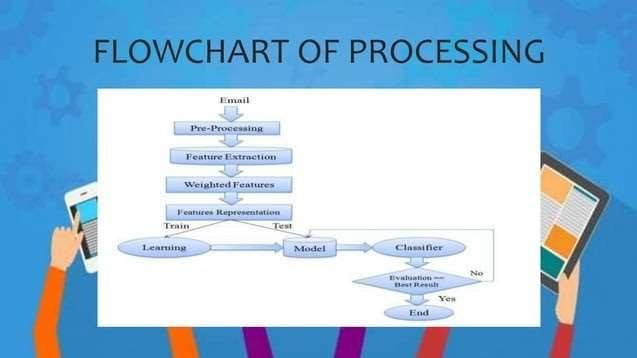 FLOWCHART OF PROCESSING
Email
Pre-Processing
Feature Extraction
Weighted Features
Features Representation
Train
Test
Learning
Model
Classifier
No
Evaluation ==
Best Result
Yes
End